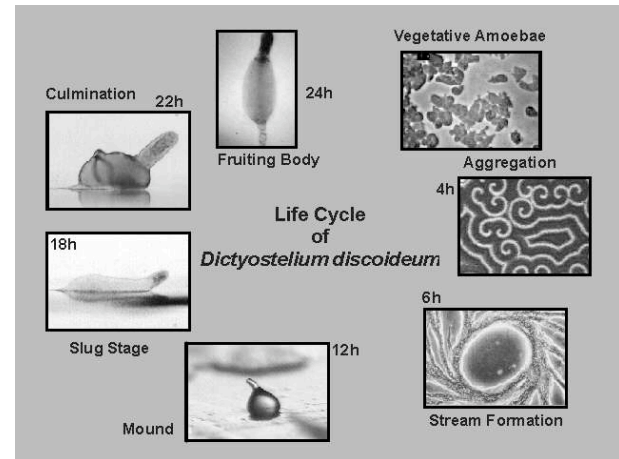 Vegetative Amoebae
Culmination
22h
24h
Fruiting Body
Aggregation
4h
Life Cycle
of
Dictyostelium discoideum
18h
6h
Slug Stage
12h
Mound
Stream Formation